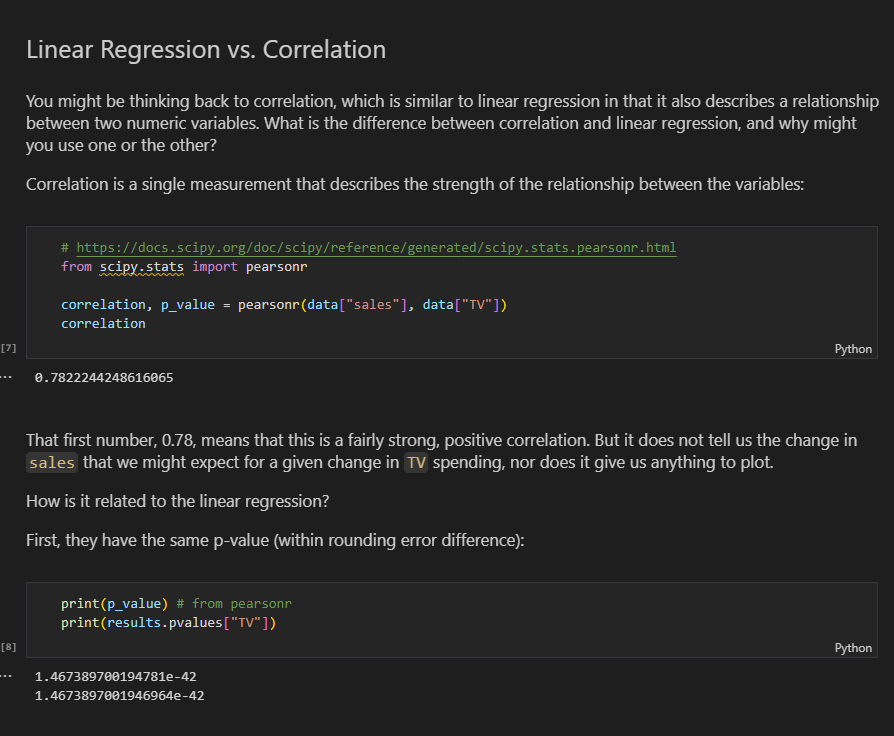 Linear Regression vs. Correlation
You might be thinking back to correlation, which is similar to linear regression in that it also describes a relationship
between two numeric variables. What is the difference between correlation and linear regression, and why might
you use one or the other?
Correlation is a single measurement that describes the strength of the relationship between the variables:
# https://docs.scipy.org/doc/scipy/reference/generated/scipy.stats.pearsonr.html
from scipy.stats import pearsonr
correlation, p_value = pearsonr(data["sales"], data["TV"])
correlation
[7]
Python
...
0.7822244248616065
That first number, 0.78, means that this is a fairly strong, positive correlation. But it does not tell us the change in
sales that we might expect for a given change in TV spending, nor does it give us anything to plot.
How is it related to the linear regression?
First, they have the same p-value (within rounding error difference):
print(p_value) # from pearsonr
print(results.pvalues["TV"])
[8]
Python
...
1.467389700194781e-42
1.4673897001946964e-42